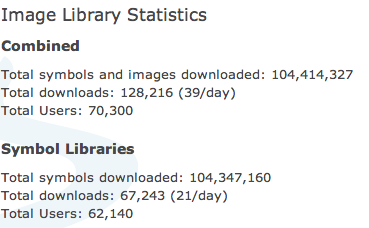 Image Library Statistics
Combined
Total symbols and images downloaded: 104,414,327
Total downloads: 128,216 (39/day)
Total Users: 70,300
Symbol Libraries
Total symbols downloaded: 104,347,160
Total downloads: 67,243 (21/day)
Total Users: 62,140